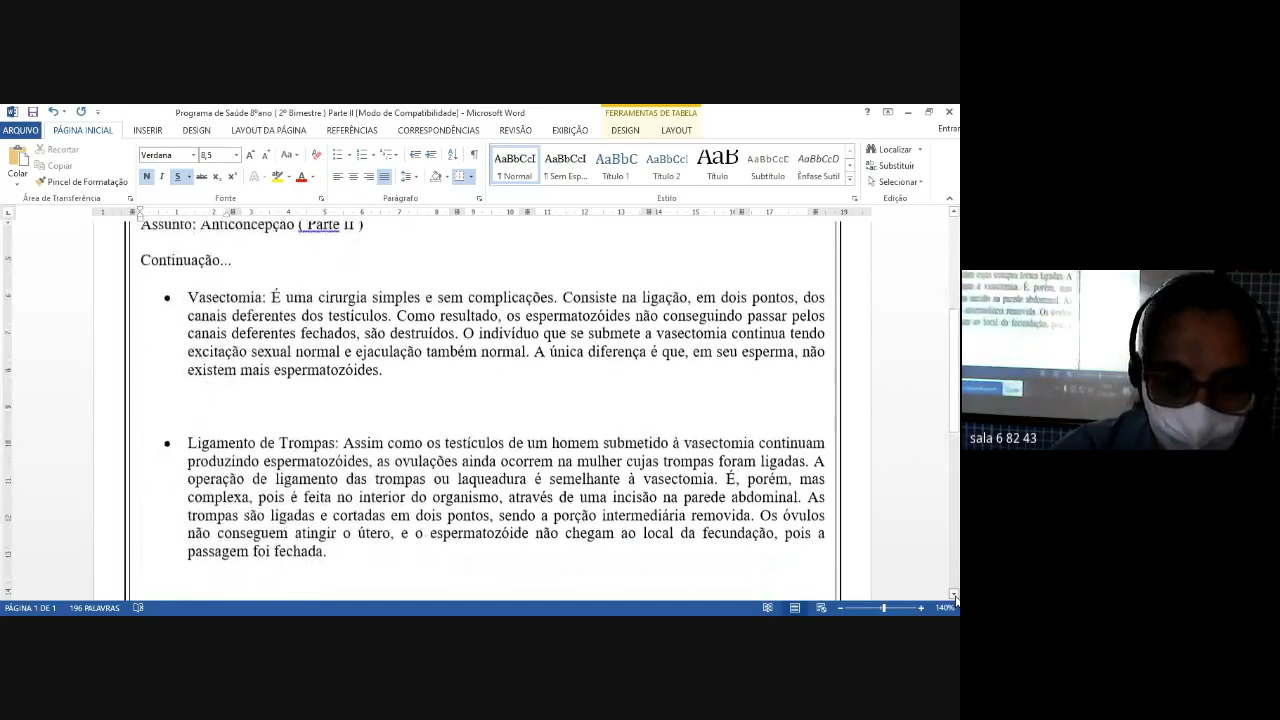 Programa de Saúde 8ºano ( 2º Bimestre ) Parte II [Modo de Compatibilidade] - Microsoft Word
FERRAMENTAS DE TABELA
ARQUIVO PÁGINA INICIAL INSERIR DESIGN LAYOUT DA PÁGINA REFERÊNCIAS CORRESPONDÊNCIAS REVISÃO EXIBIÇÃO DESIGN LAYOUT Entrar
Colar
Recortar
Copiar
Pincel de Formatação
Área de Transferência
Verdana 8,5
N I S abc x₂ x²
Fonte
Parágrafo
AaBbCcI AaBbCcI AaBbC AaBbCcI AaB AaBbCcD AaBbCcD
¶ Normal ¶ Sem Esp... Título 1 Título 2 Título Subtítulo Ênfase Sutil
Estilo
Localizar
Substituir
Selecionar
Edição
Assunto: Anticoncepção ( Parte II )
Continuação...
• Vasectomia: É uma cirurgia simples e sem complicações. Consiste na ligação, em dois pontos, dos
canais deferentes dos testículos. Como resultado, os espermatozóides não conseguindo passar pelos
canais deferentes fechados, são destruídos. O indivíduo que se submete a vasectomia continua tendo
excitação sexual normal e ejaculação também normal. A única diferença é que, em seu esperma, não
existem mais espermatozóides.
• Ligamento de Trompas: Assim como os testículos de um homem submetido à vasectomia continuam
produzindo espermatozóides, as ovulações ainda ocorrem na mulher cujas trompas foram ligadas. A
operação de ligamento das trompas ou laqueadura é semelhante à vasectomia. É, porém, mas
complexa, pois é feita no interior do organismo, através de uma incisão na parede abdominal. As
trompas são ligadas e cortadas em dois pontos, sendo a porção intermediária removida. Os óvulos
não conseguem atingir o útero, e o espermatozóide não chegam ao local da fecundação, pois a
passagem foi fechada.
PÁGINA 1 DE 1 196 PALAVRAS 140%
sala 6 82 43